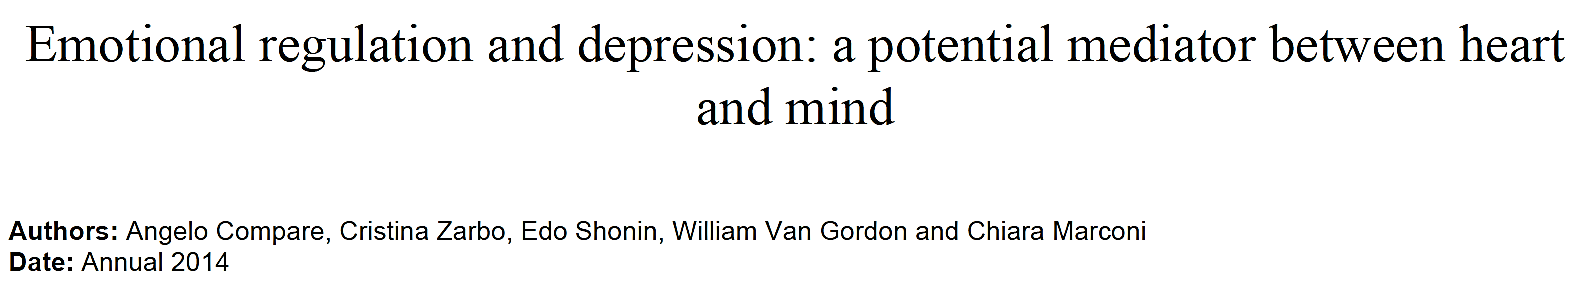 Emotional regulation and depression: a potential mediator between heart
and mind
Authors: Angelo Compare, Cristina Zarbo, Edo Shonin, William Van Gordon and Chiara Marconi
Date: Annual 2014